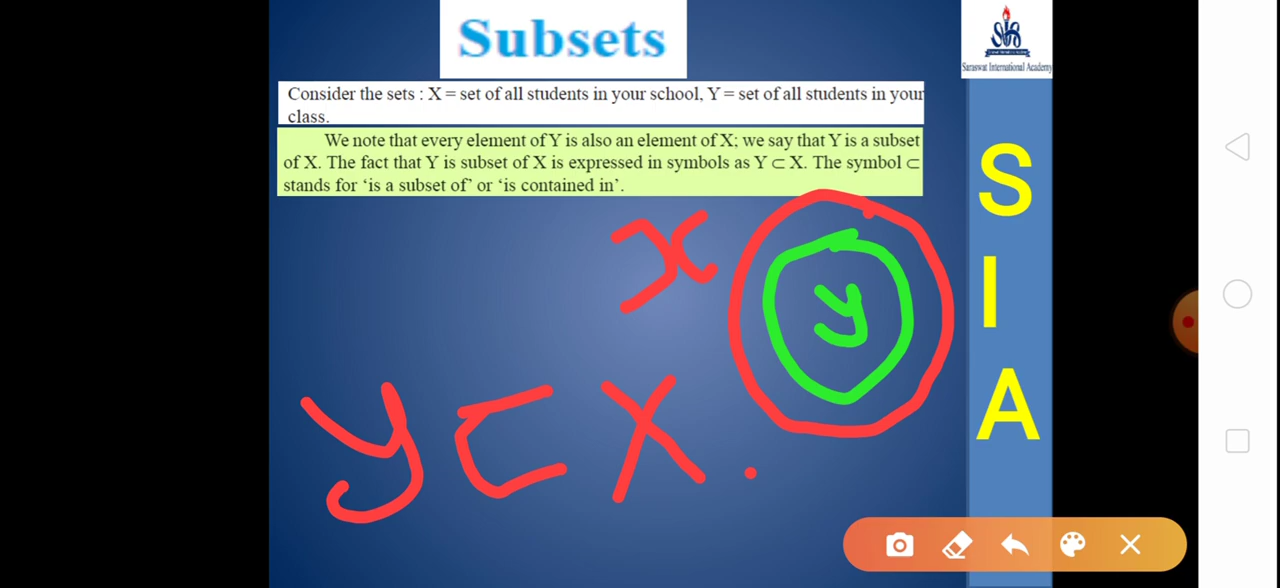 Subsets
SIA
Saraswat International Academy
Consider the sets : X = set of all students in your school, Y = set of all students in your
class.
We note that every element of Y is also an element of X; we say that Y is a subset
of X. The fact that Y is subset of X is expressed in symbols as Y ⊂ X. The symbol ⊂
stands for ‘is a subset of’ or ‘is contained in’.
X
y
Y ⊂ X .
S
I
A